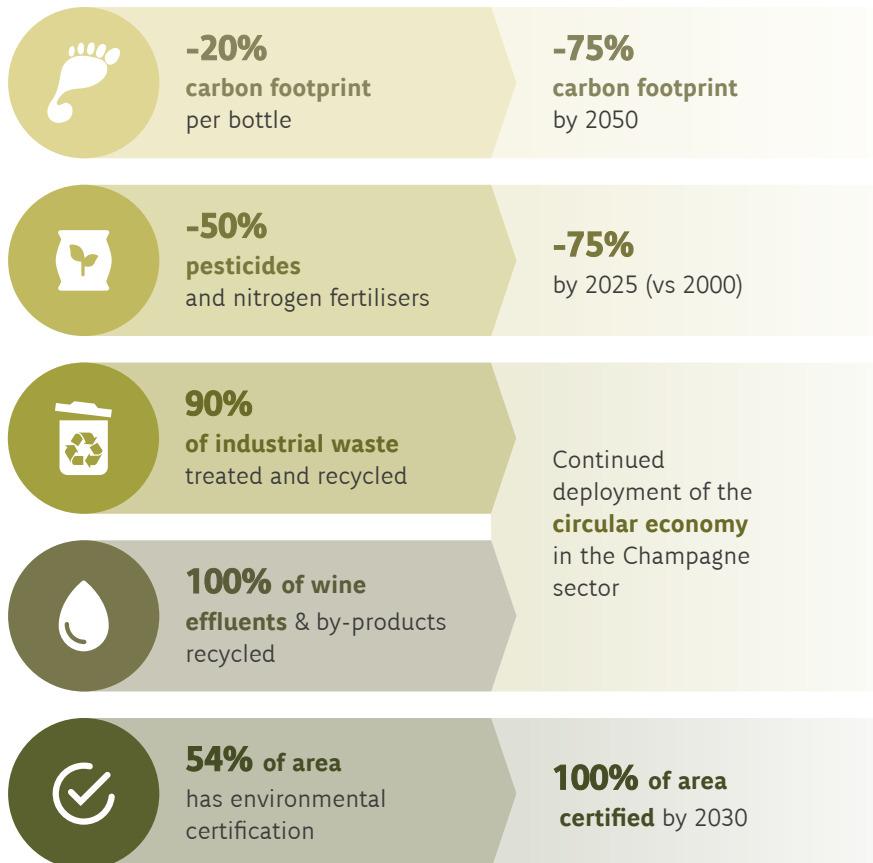 -20%
carbon footprint
per bottle
-75%
carbon footprint
by 2050
-50%
pesticides
and nitrogen fertilisers
-75%
by 2025 (vs 2000)
90%
of industrial waste
treated and recycled
100% of wine
effluents & by-products
recycled
Continued
deployment of the
circular economy
in the Champagne
sector
54% of area
has environmental
certification
100% of area
certified by 2030